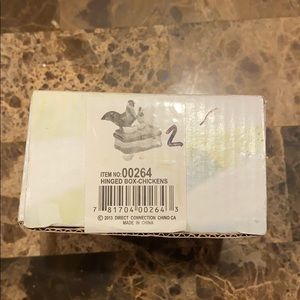 2
ITEM NO. 00264
HINGED BOX-CHICKENS
7 81704 00264 3
© 2013 DIRECT CONNECTION CHINO CA
MADE IN CHINA